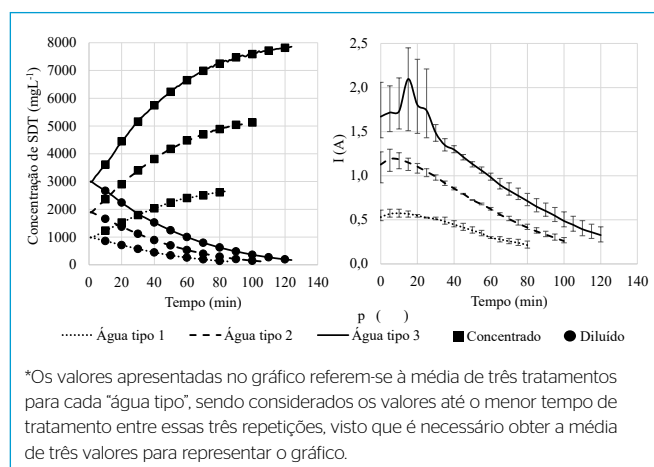 8000
7000
6000
5000
4000
3000
2000
1000
0
Concentração de SDT (mgL-1)
0 20 40 60 80 100 120 140
Tempo (min)
2,5
2,0
1,5
1,0
0,5
0,0
I (A)
0 20 40 60 80 100 120 140
Tempo (min)
p ( )
Água tipo 1 Água tipo 2 Água tipo 3 Concentrado Diluído
*Os valores apresentadas no gráfico referem-se à média de três tratamentos
para cada “água tipo”, sendo considerados os valores até o menor tempo de
tratamento entre essas três repetições, visto que é necessário obter a média
de três valores para representar o gráfico.